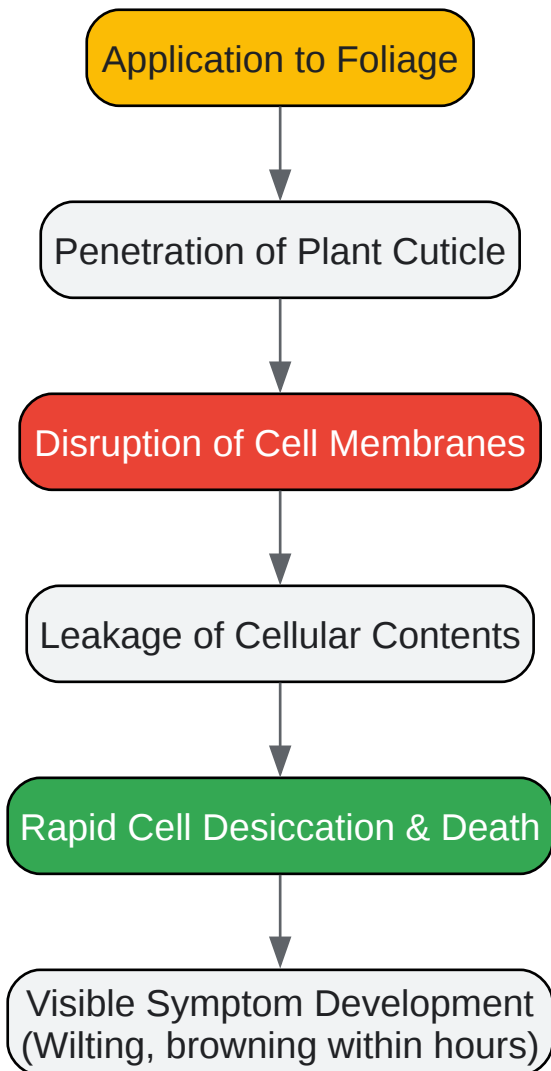 Application to Foliage
Penetration of Plant Cuticle
Disruption of Cell Membranes
Leakage of Cellular Contents
Rapid Cell Desiccation & Death
Visible Symptom Development
(Wilting, browning within hours)